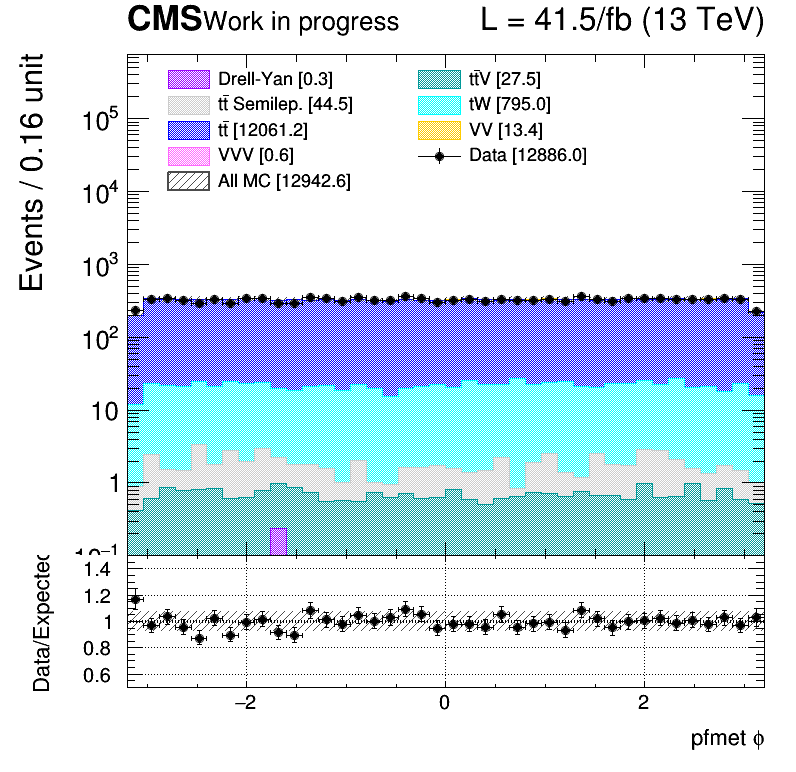 CMS Work in progress L = 41.5/fb (13 TeV)
Events / 0.16 unit
Drell-Yan [0.3] tt̄V [27.5]
tt̄ Semilep. [44.5] tW [795.0]
tt̄ [12061.2] VV [13.4]
VVV [0.6] Data [12886.0]
All MC [12942.6]
10⁵
10⁴
10³
10²
10
1
10⁻¹
Data/Expected
1.4
1.2
1
0.8
0.6
−2 0 2
pfmet ϕ